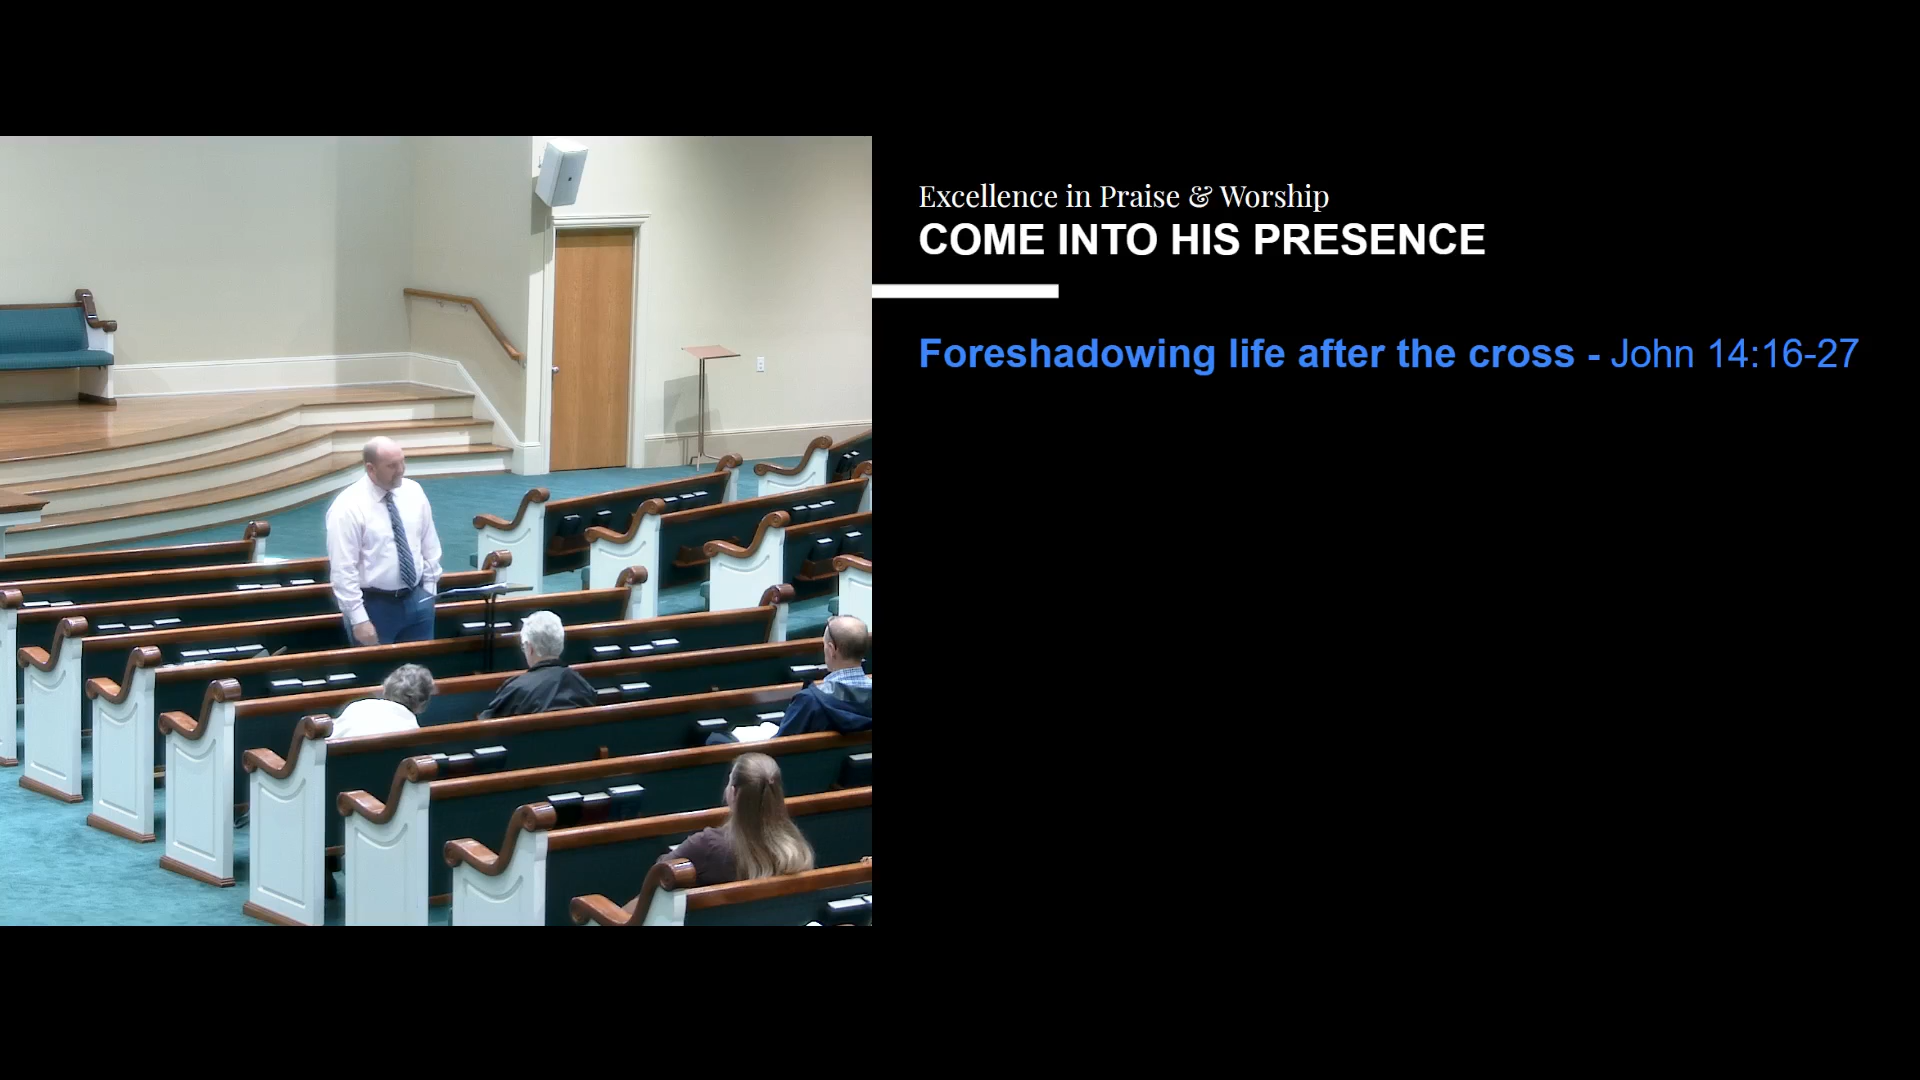 Excellence in Praise & Worship
COME INTO HIS PRESENCE
Foreshadowing life after the cross - John 14:16-27